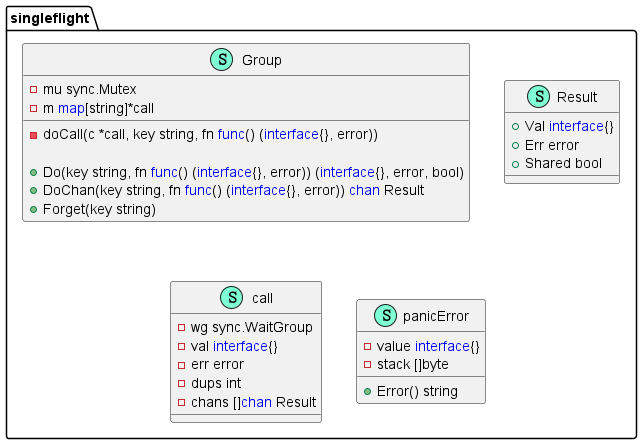 singleflight
S Group
mu sync.Mutex
m map[string]*call
doCall(c *call, key string, fn func() (interface{}, error))
Do(key string, fn func() (interface{}, error)) (interface{}, error, bool)
DoChan(key string, fn func() (interface{}, error)) chan Result
Forget(key string)
S Result
Val interface{}
Err error
Shared bool
S call
wg sync.WaitGroup
val interface{}
err error
dups int
chans []chan Result
S panicError
value interface{}
stack []byte
Error() string